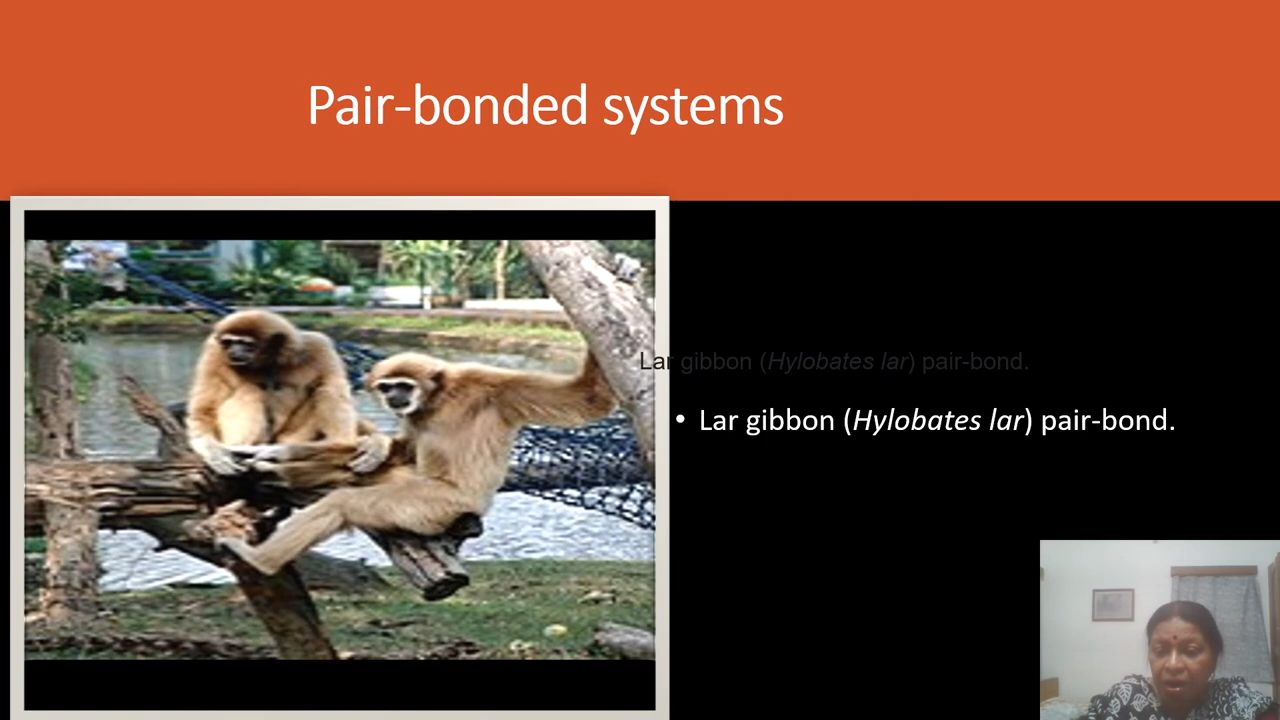 Pair-bonded systems
Lar gibbon (Hylobates lar) pair-bond.
• Lar gibbon (Hylobates lar) pair-bond.